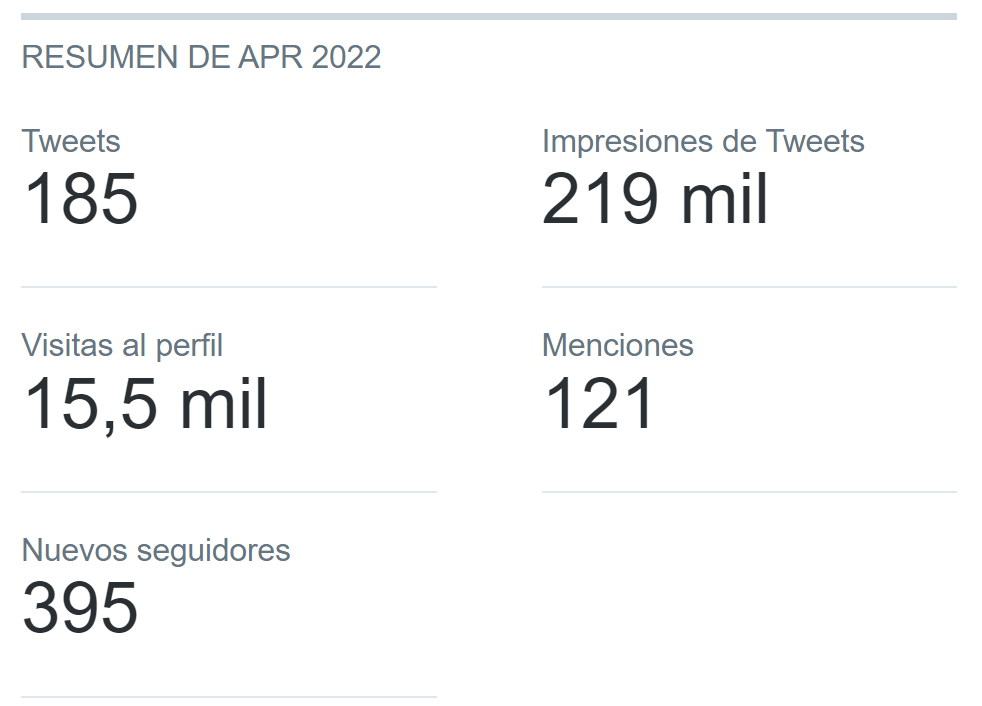 RESUMEN DE APR 2022
Tweets
185
Impresiones de Tweets
219 mil
Visitas al perfil
15,5 mil
Menciones
121
Nuevos seguidores
395